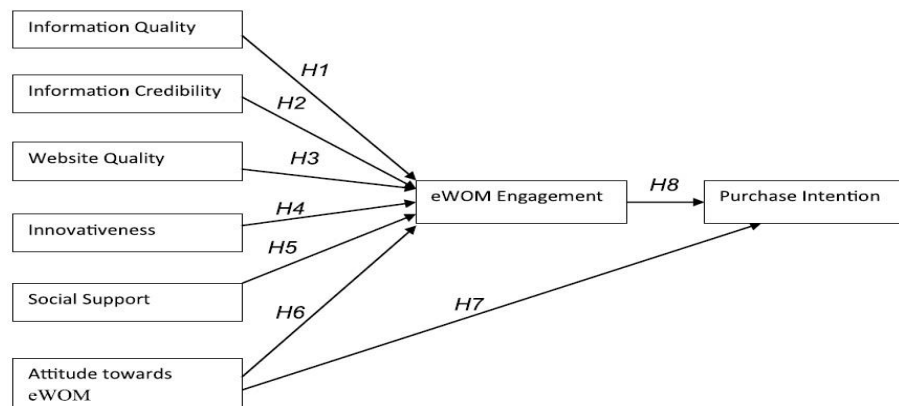 Information Quality
H1
Information Credibility
H2
Website Quality
H3
eWOM Engagement
H8
Purchase Intention
Innovativeness
H4
H5
Social Support
H6
H7
Attitude towards
eWOM